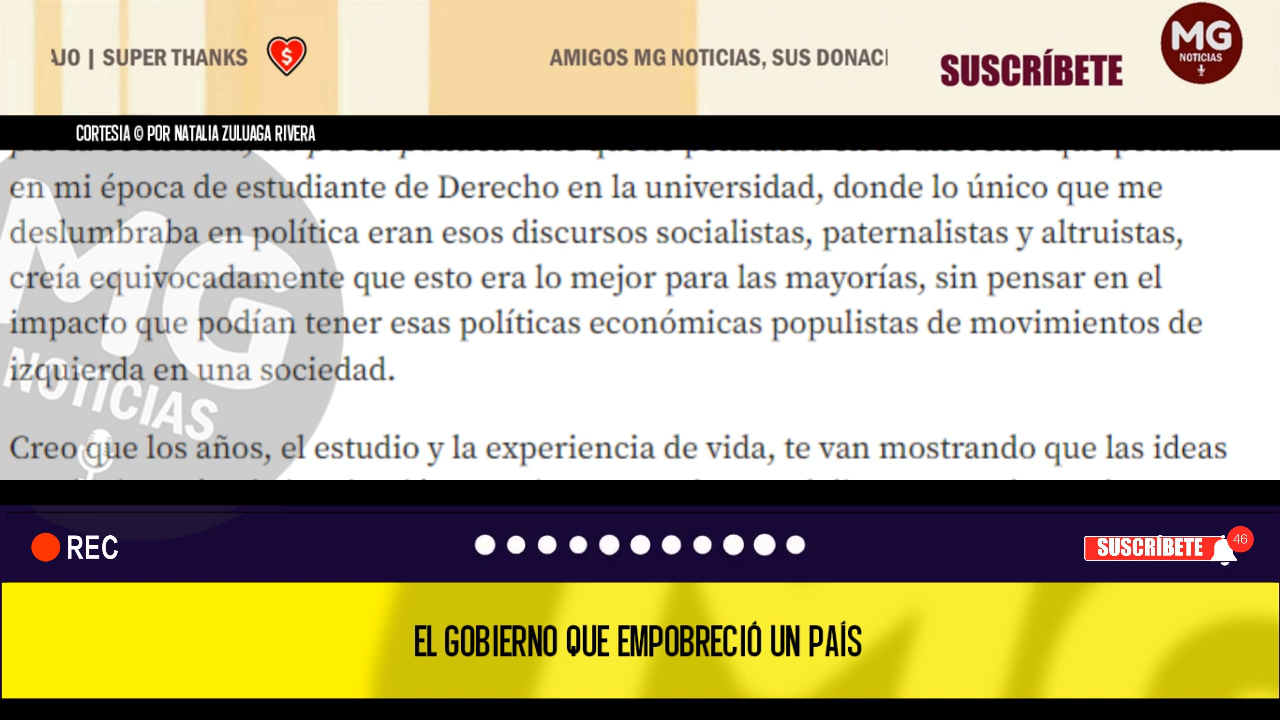 AJO | SUPER THANKS
$
AMIGOS MG NOTICIAS, SUS DONACI
SUSCRÍBETE
MG
NOTICIAS
CORTESIA © POR NATALIA ZULUAGA RIVERA
en mi época de estudiante de Derecho en la universidad, donde lo único que me
deslumbraba en política eran esos discursos socialistas, paternalistas y altruistas,
creía equivocadamente que esto era lo mejor para las mayorías, sin pensar en el
impacto que podían tener esas políticas económicas populistas de movimientos de
izquierda en una sociedad.
Creo que los años, el estudio y la experiencia de vida, te van mostrando que las ideas
MG
NOTICIAS
REC
SUSCRÍBETE
46
EL GOBIERNO QUE EMPOBRECIÓ UN PAÍS